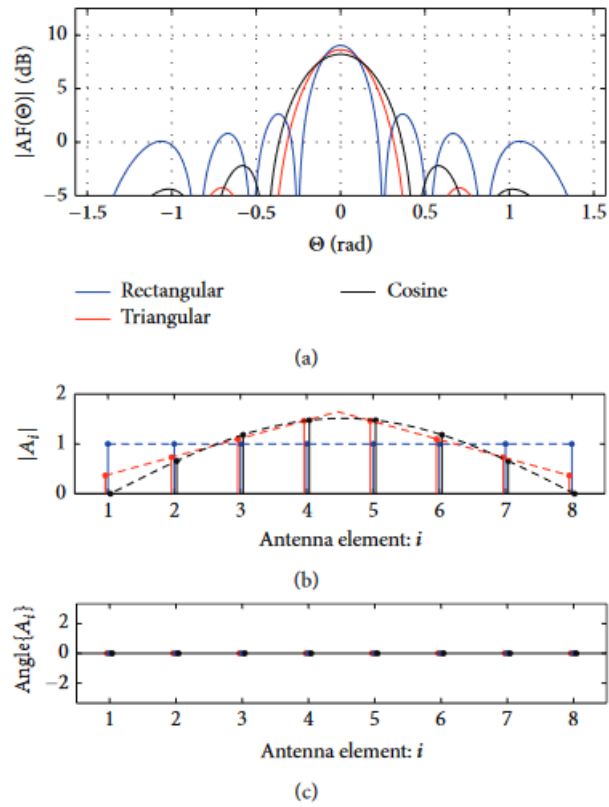 |AF(Θ)| (dB)
10
5
0
−5
−1.5 −1 −0.5 0 0.5 1 1.5
Θ (rad)
Rectangular Cosine
Triangular
(a)
|Aᵢ|
2
1
0
1 2 3 4 5 6 7 8
Antenna element: i
(b)
Angle{Aᵢ}
2
0
−2
1 2 3 4 5 6 7 8
Antenna element: i
(c)